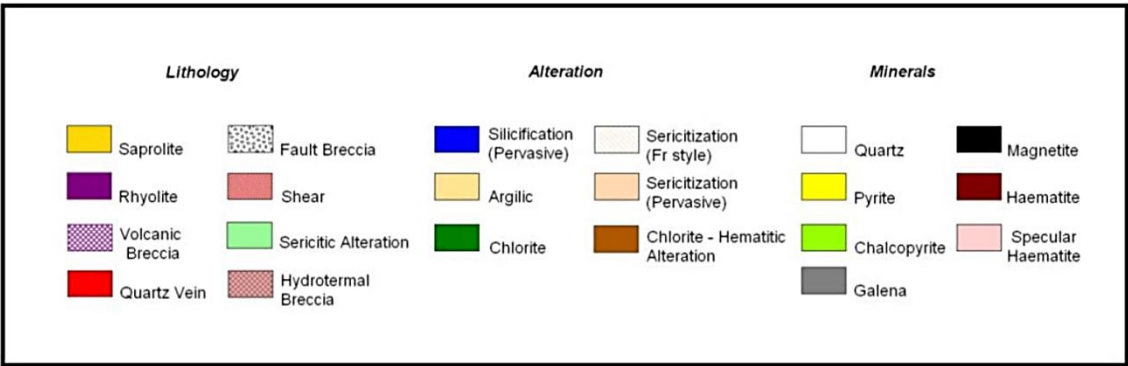 Lithology
Saprolite
Rhyolite
Volcanic
Breccia
Quartz Vein
Fault Breccia
Shear
Sericitic Alteration
Hydrotermal
Breccia
Alteration
Silicification
(Pervasive)
Argilic
Chlorite
Sericitization
(Fr style)
Sericitization
(Pervasive)
Chlorite - Hematitic
Alteration
Minerals
Quartz
Pyrite
Chalcopyrite
Galena
Magnetite
Haematite
Specular
Haematite